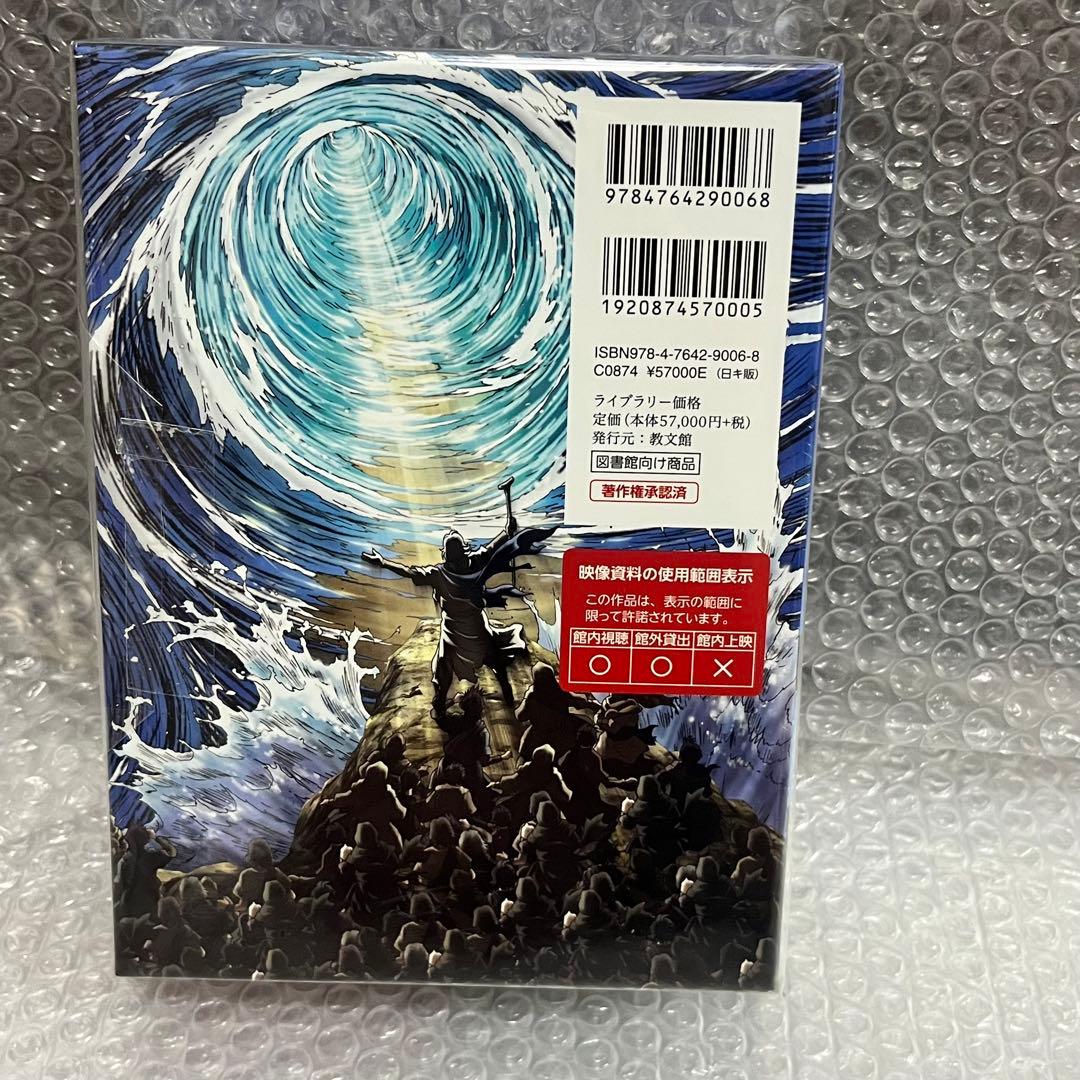 9784764290068
1920874570005
ISBN978-4-7642-9006-8
C0874 ¥57000E (日キ販)
ライブラリー価格
定価(本体57,000円+税)
発行元:教文館
図書館向け商品
著作権承認済
映像資料の使用範囲表示
この作品は、表示の範囲に
限って許諾されています。
館内視聴 館外貸出 館内上映
○ ○ ×